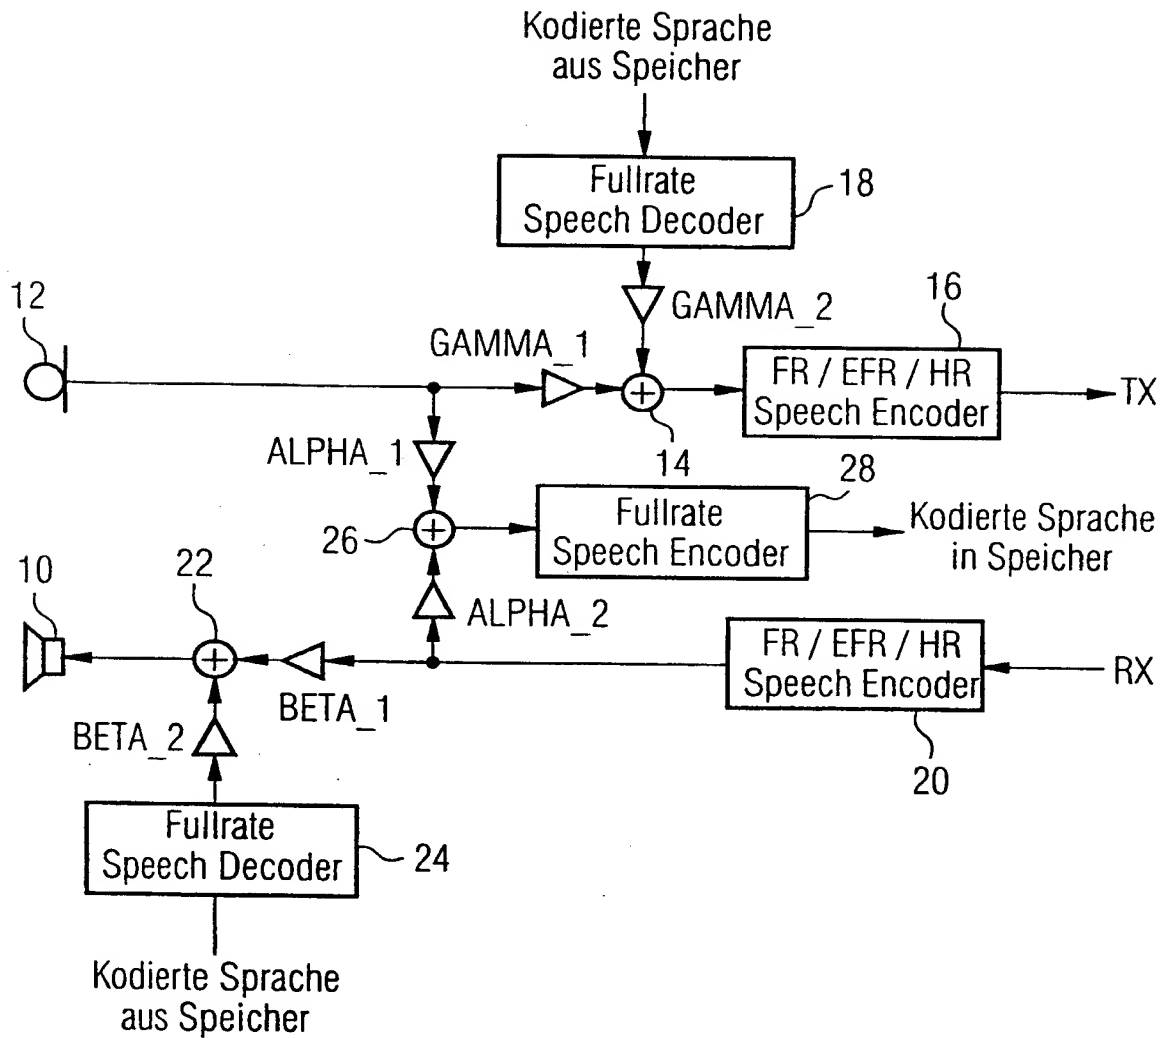 Kodierte Sprache
aus Speicher
Fullrate
Speech Decoder
18
12
GAMMA_2
16
GAMMA_1
FR / EFR / HR
Speech Encoder
TX
ALPHA_1
14
28
26
Fullrate
Speech Encoder
Kodierte Sprache
in Speicher
10
22
ALPHA_2
FR / EFR / HR
Speech Encoder
RX
BETA_1
BETA_2
20
Fullrate
Speech Decoder
24
Kodierte Sprache
aus Speicher